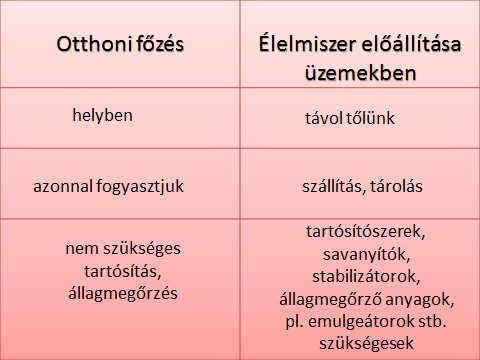 Otthoni főzés
Élelmiszer előállítása
üzemekben
helyben
távol tőlünk
azonnal fogyasztjuk
szállítás, tárolás
nem szükséges
tartósítás,
állagmegőrzés
tartósítószerek,
savanyítók,
stabilizátorok,
állagmegőrző anyagok,
pl. emulgeátorok stb.
szükségesek